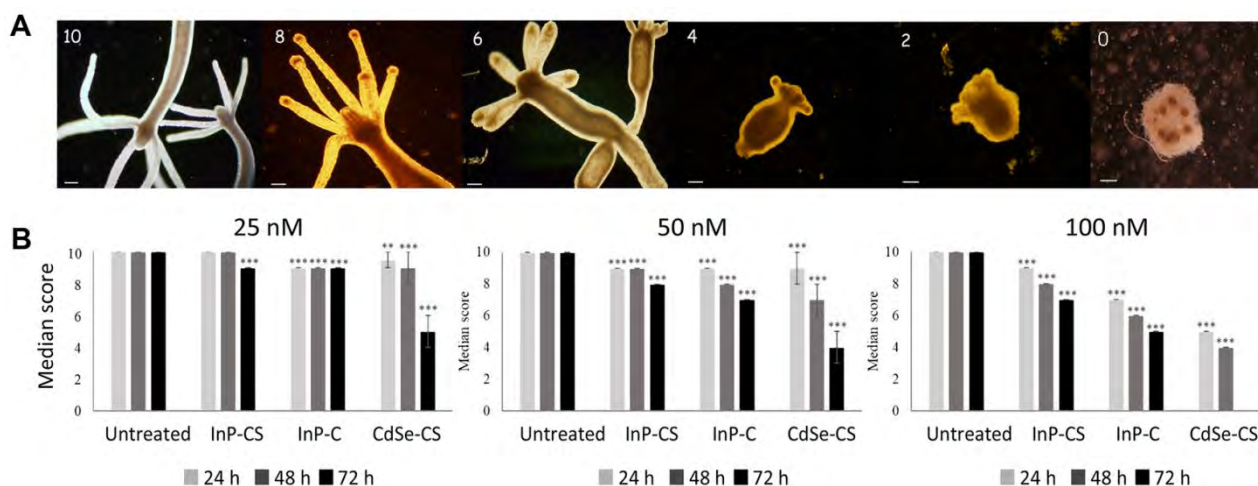 A
10 8 6 4 2 0
B
25 nM 50 nM 100 nM
Median score
10
8
6
4
2
0
*** *** *** *** ** *** ***
Untreated InP-CS InP-C CdSe-CS
24 h 48 h 72 h
Median score
10
8
6
4
2
0
*** *** *** *** *** *** *** *** ***
Untreated InP-CS InP-C CdSe-CS
24 h 48 h 72 h
Median score
10
8
6
4
2
0
*** *** *** *** *** *** *** ***
Untreated InP-CS InP-C CdSe-CS
24 h 48 h 72 h